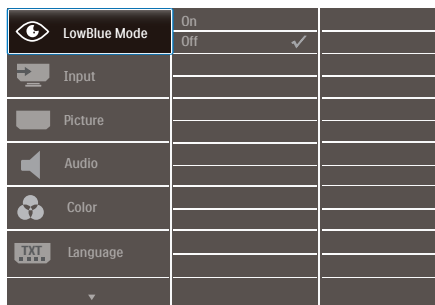 LowBlue Mode
On
Off
Input
Picture
Audio
Color
TXT
Language